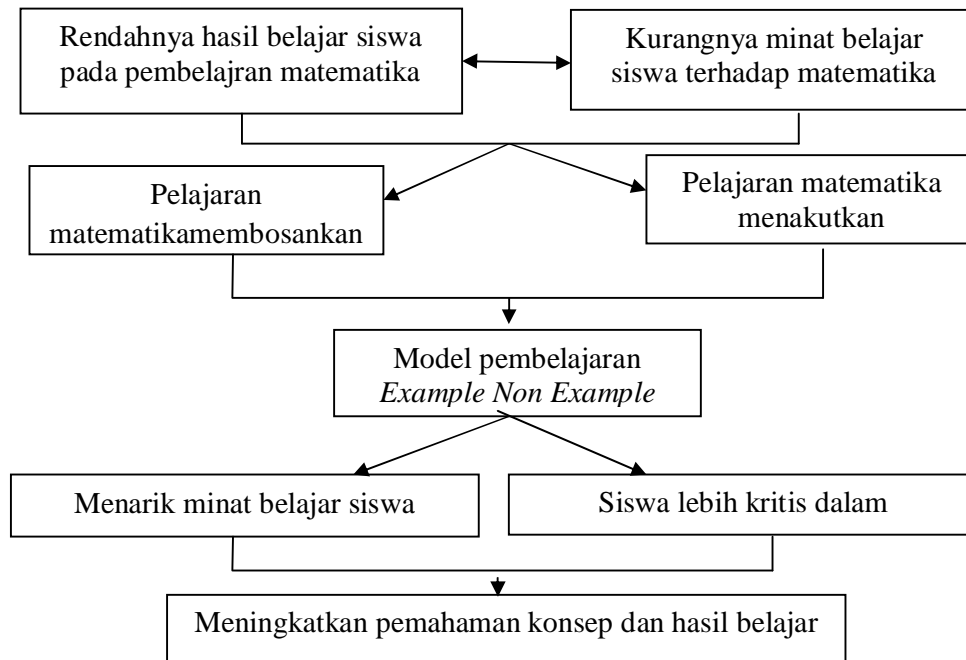 Rendahnya hasil belajar siswa
pada pembelajran matematika
Kurangnya minat belajar
siswa terhadap matematika
Pelajaran
matematikamembosankan
Pelajaran matematika
menakutkan
Model pembelajaran
Example Non Example
Menarik minat belajar siswa
Siswa lebih kritis dalam
Meningkatkan pemahaman konsep dan hasil belajar